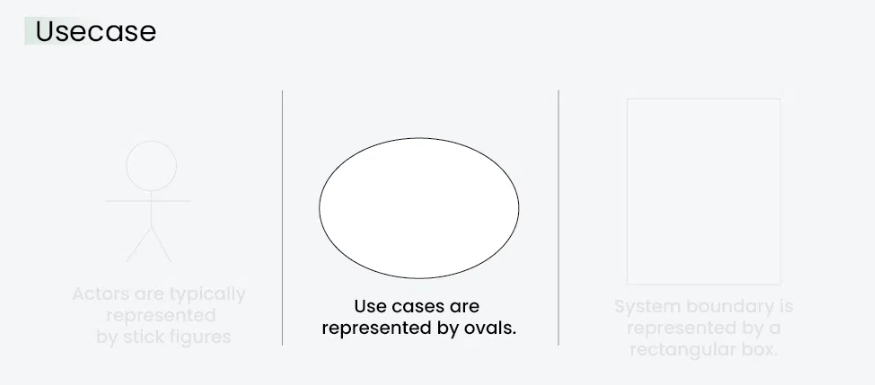 Usecase
Actors are typically
represented
by stick figures
Use cases are
represented by ovals.
System boundary is
represented by a
rectangular box.